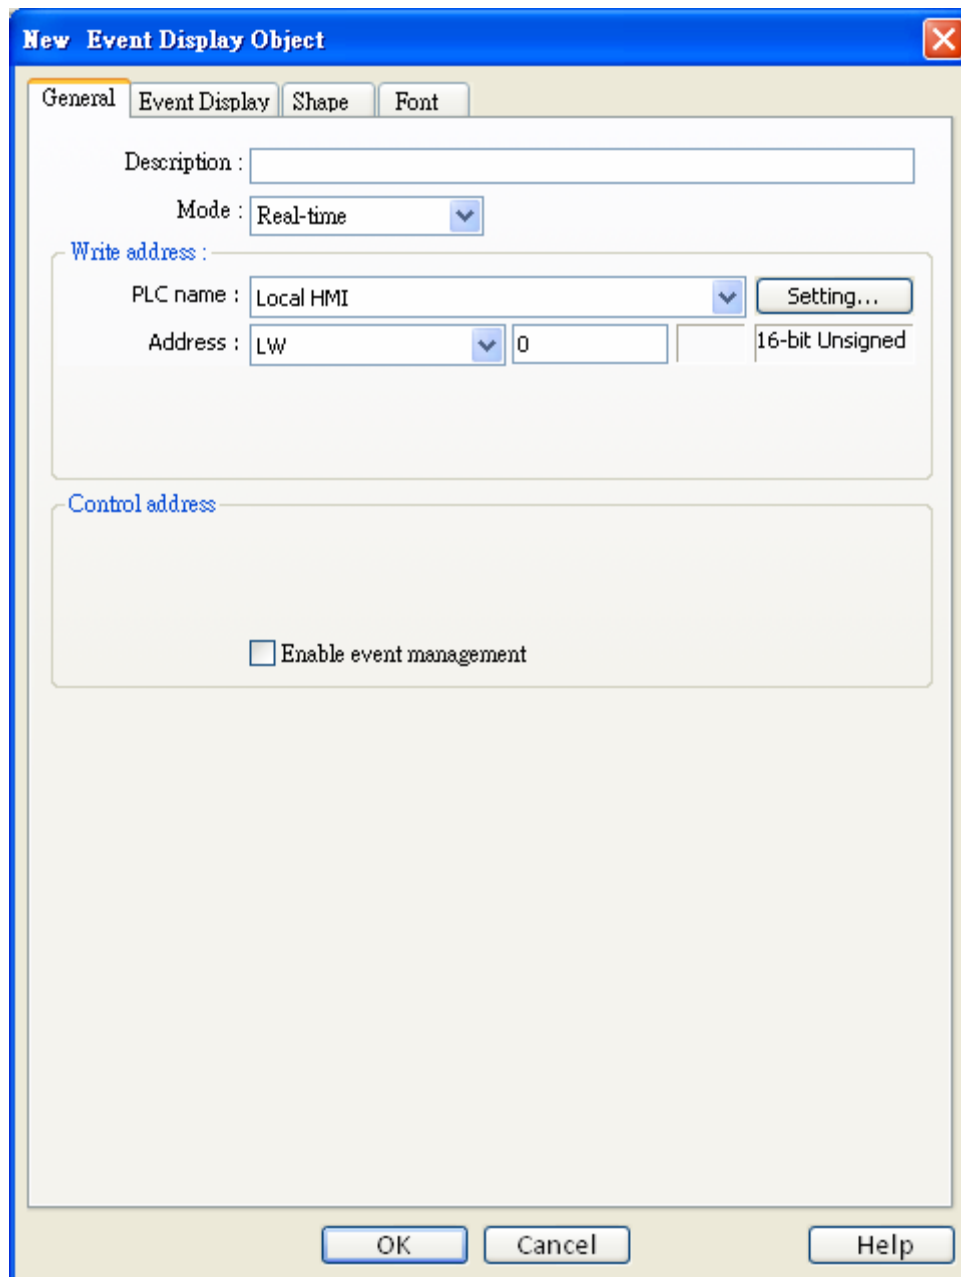 New Event Display Object
General Event Display Shape Font
Description :
Mode : Real-time
Write address :
PLC name : Local HMI Setting...
Address : LW 0 16-bit Unsigned
Control address
Enable event management
OK Cancel Help